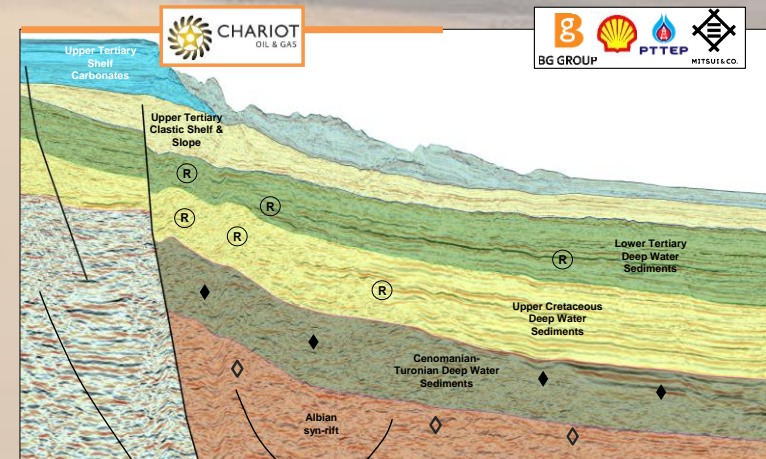 CHARIOT
OIL & GAS
BG GROUP
PTTEP
MITSUI & CO.
Upper Tertiary
Shelf
Carbonates
Upper Tertiary
Clastic Shelf &
Slope
R
R
R
R
R
R
Lower Tertiary
Deep Water
Sediments
Upper Cretaceous
Deep Water
Sediments
Cenomanian-
Turonian Deep Water
Sediments
Albian
syn-rift